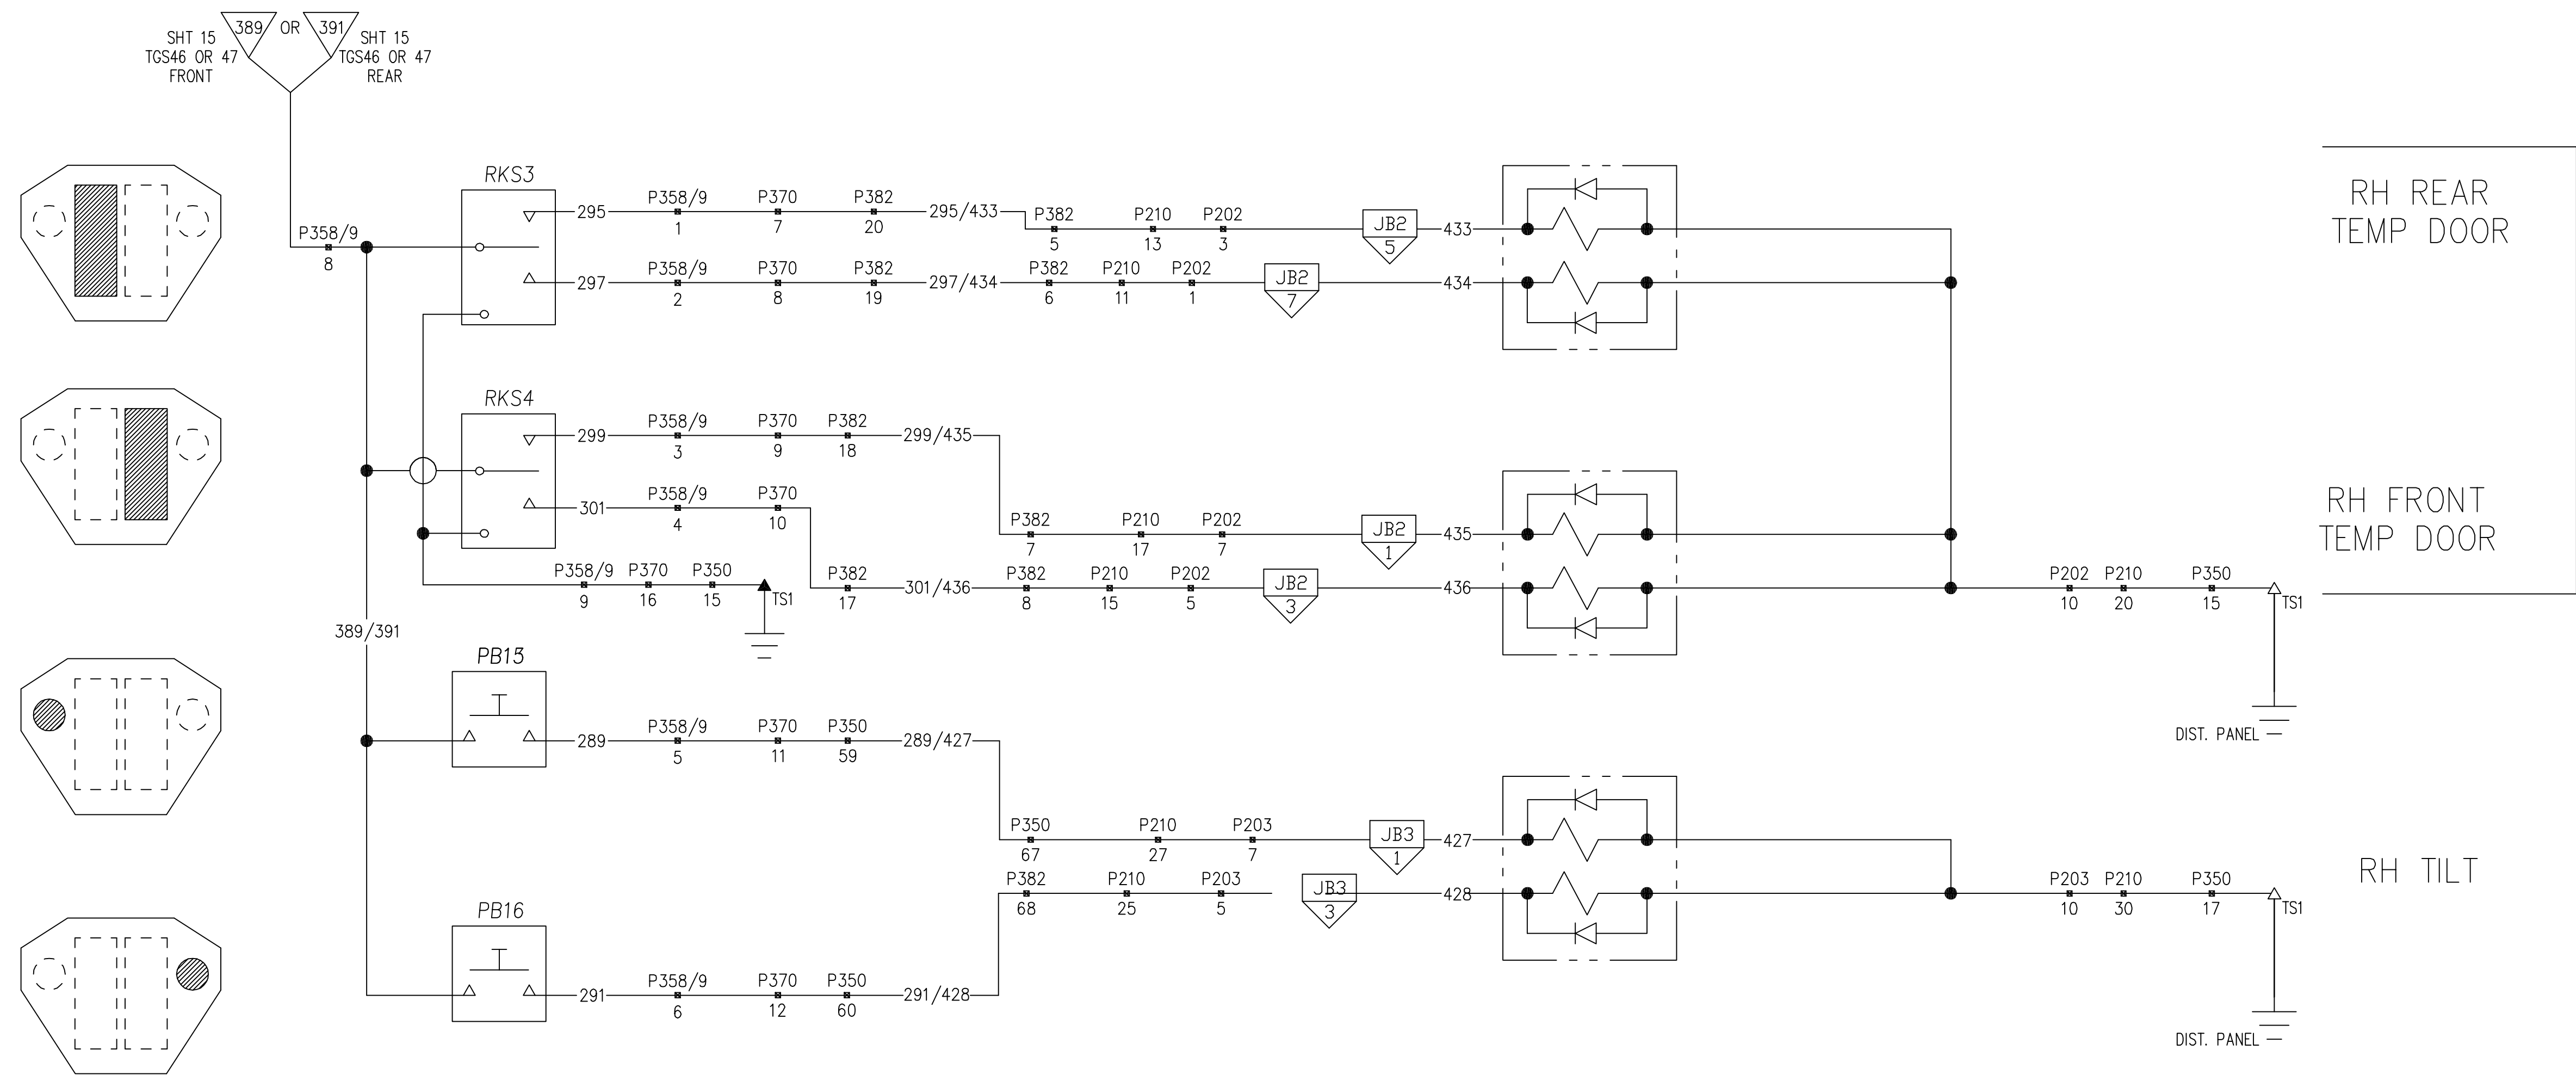 389 OR 391
SHT 15
TGS46 OR 47
FRONT
SHT 15
TGS46 OR 47
REAR
RKS3
P358/9
8
295 P358/9 P370 P382 295/433
1 7 20
P382 P210 P202 JB2 433
5 13 3 5
297 P358/9 P370 P382 297/434 P382 P210 P202 JB2 434
2 8 19 6 11 1 7
RH REAR
TEMP DOOR
RKS4
299 P358/9 P370 P382 299/435
3 9 18
301 P358/9 P370
4 10
P382 P210 P202 JB2 435
7 17 7 1
RH FRONT
TEMP DOOR
P358/9 P370 P350 TS1
9 16 15
P382 301/436 P382 P210 P202 JB2 436
17 8 15 5 3
P202 P210 P350 TS1
10 20 15
DIST. PANEL
389/391
PB13
289 P358/9 P370 P350 289/427
5 11 59
P350 P210 P203 JB3 427
67 27 7 1
P382 P210 P203 JB3 428
68 25 5 3
RH TILT
P203 P210 P350 TS1
10 30 17
DIST. PANEL
PB16
291 P358/9 P370 P350 291/428
6 12 60